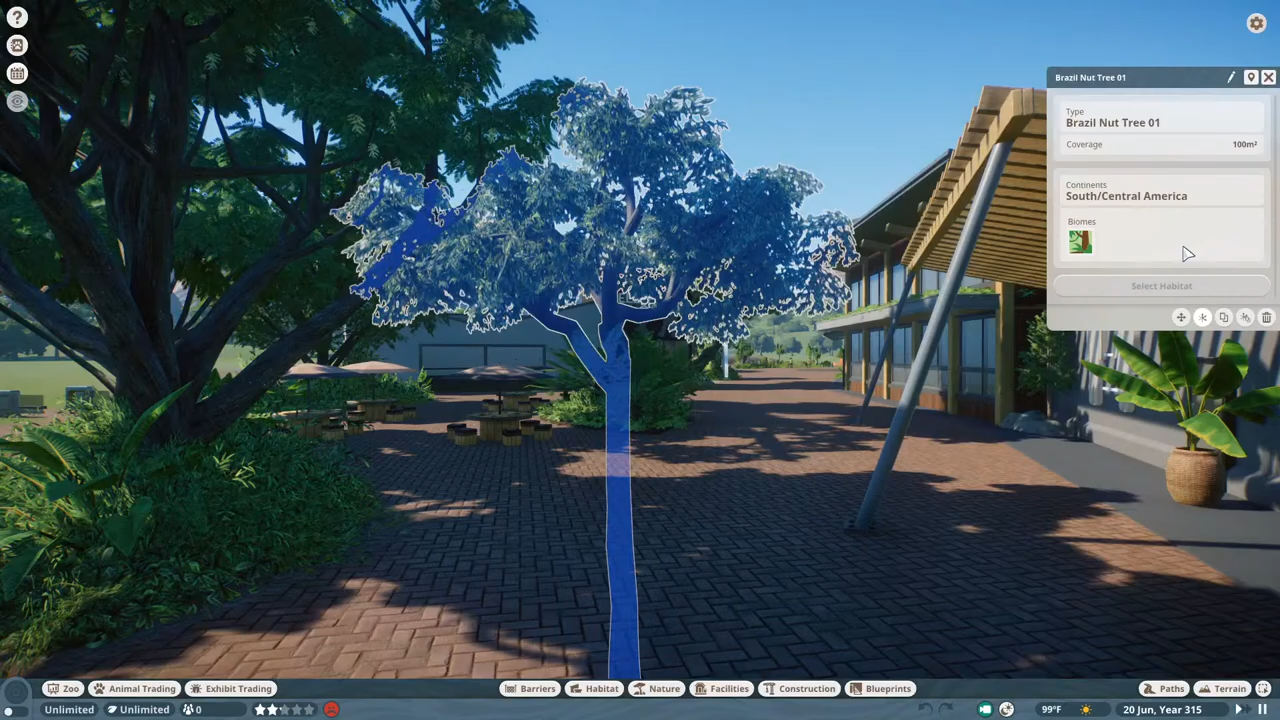 ?
Brazil Nut Tree 01
Type
Brazil Nut Tree 01
Coverage 100m²
Continents
South/Central America
Biomes
Select Habitat
Zoo Animal Trading Exhibit Trading Barriers Habitat Nature Facilities Construction Blueprints Paths Terrain
Unlimited Unlimited 0 99°F 20 Jun, Year 315